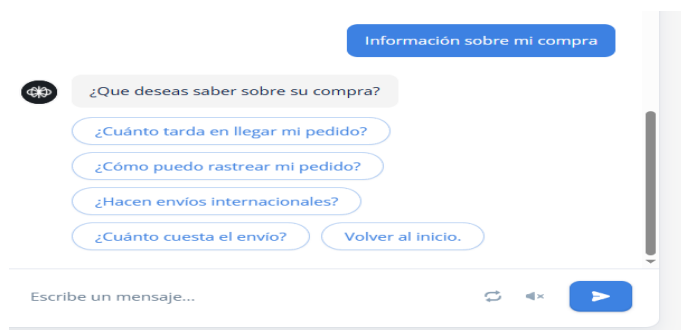 Información sobre mi compra
¿Que deseas saber sobre su compra?
¿Cuánto tarda en llegar mi pedido?
¿Cómo puedo rastrear mi pedido?
¿Hacen envíos internacionales?
¿Cuánto cuesta el envío? Volver al inicio.
Escribe un mensaje...